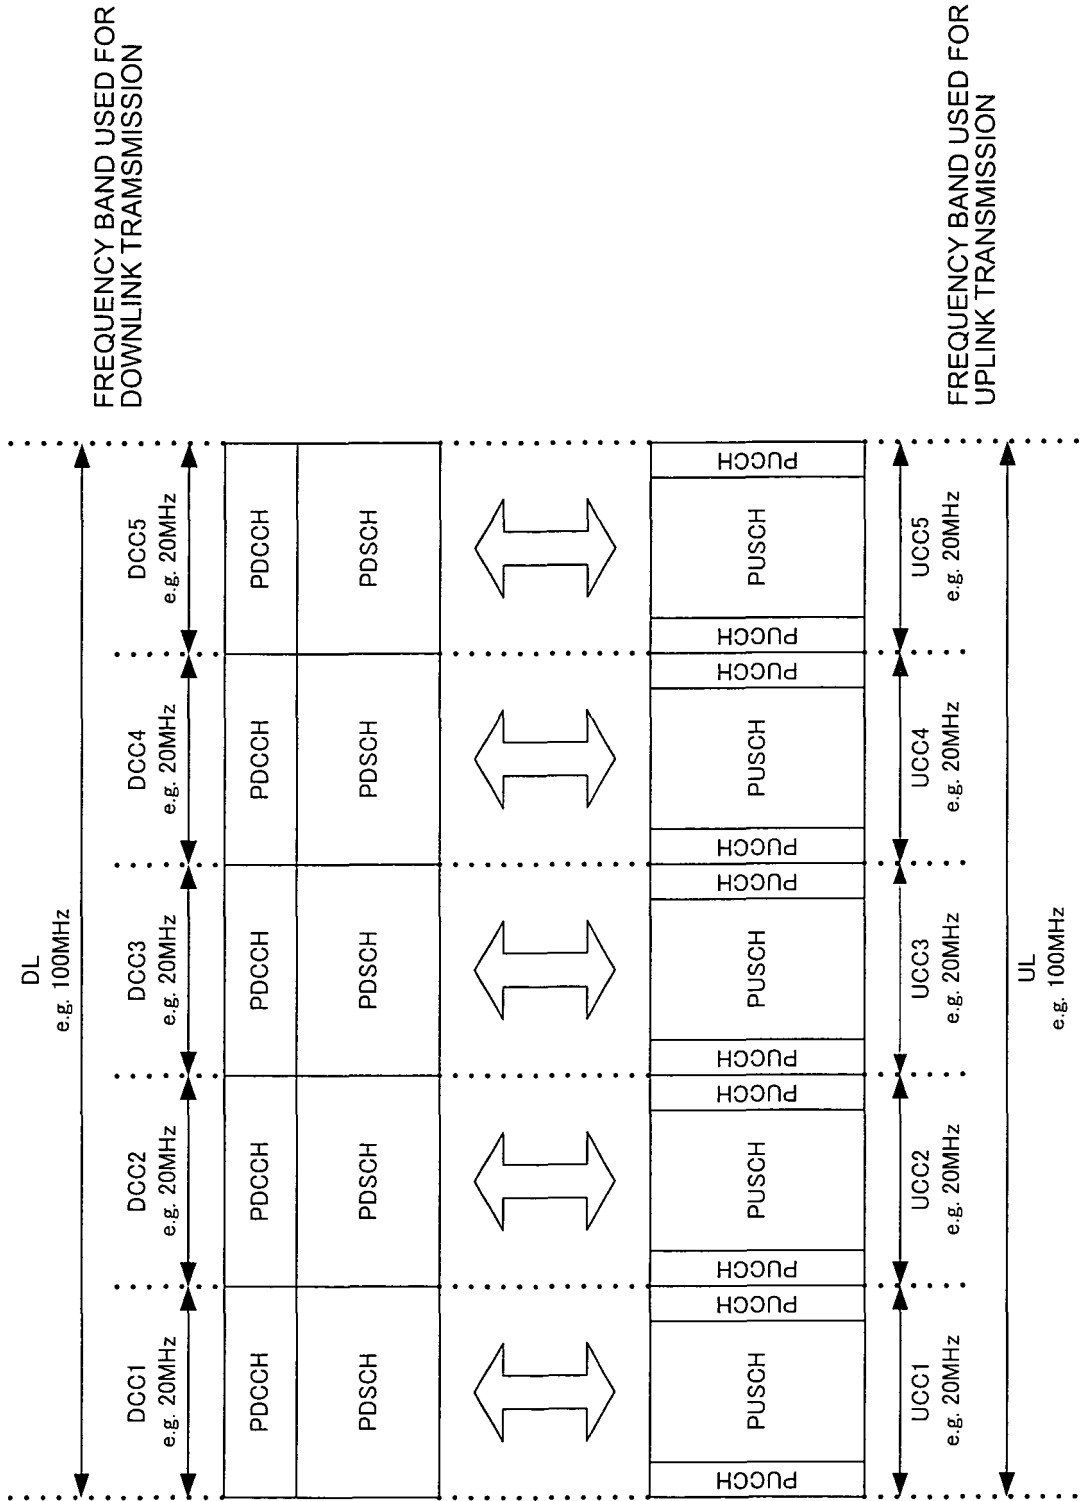 DL
e.g. 100MHz
DCC1
e.g. 20MHz
DCC2
e.g. 20MHz
DCC3
e.g. 20MHz
DCC4
e.g. 20MHz
DCC5
e.g. 20MHz
FREQUENCY BAND USED FOR
DOWNLINK TRAMSMISSION
PDCCH
PDCCH
PDCCH
PDCCH
PDCCH
PDSCH
PDSCH
PDSCH
PDSCH
PDSCH
PUCCH
PUSCH
PUCCH
PUCCH
PUSCH
PUCCH
PUCCH
PUSCH
PUCCH
PUCCH
PUSCH
PUCCH
PUCCH
PUSCH
PUCCH
UCC1
e.g. 20MHz
UCC2
e.g. 20MHz
UCC3
e.g. 20MHz
UCC4
e.g. 20MHz
UCC5
e.g. 20MHz
FREQUENCY BAND USED FOR
UPLINK TRANSMISSION
UL
e.g. 100MHz